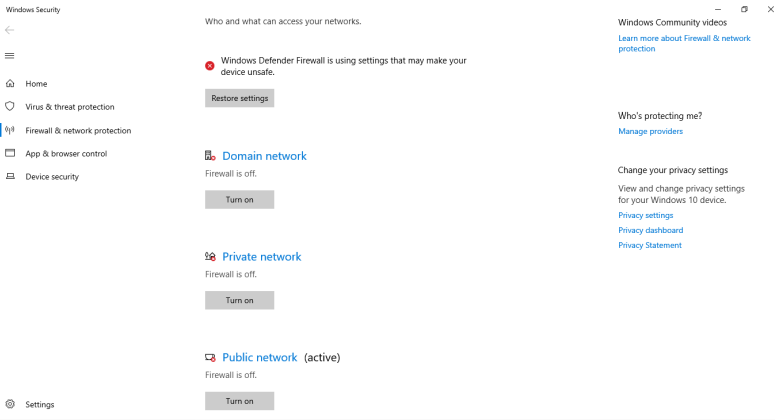 Windows Security
Home
Virus & threat protection
Firewall & network protection
App & browser control
Device security
Settings
Who and what can access your networks.
Windows Defender Firewall is using settings that may make your
device unsafe.
Restore settings
Domain network
Firewall is off.
Turn on
Private network
Firewall is off.
Turn on
Public network (active)
Firewall is off.
Turn on
Windows Community videos
Learn more about Firewall & network
protection
Who's protecting me?
Manage providers
Change your privacy settings
View and change privacy settings
for your Windows 10 device.
Privacy settings
Privacy dashboard
Privacy Statement